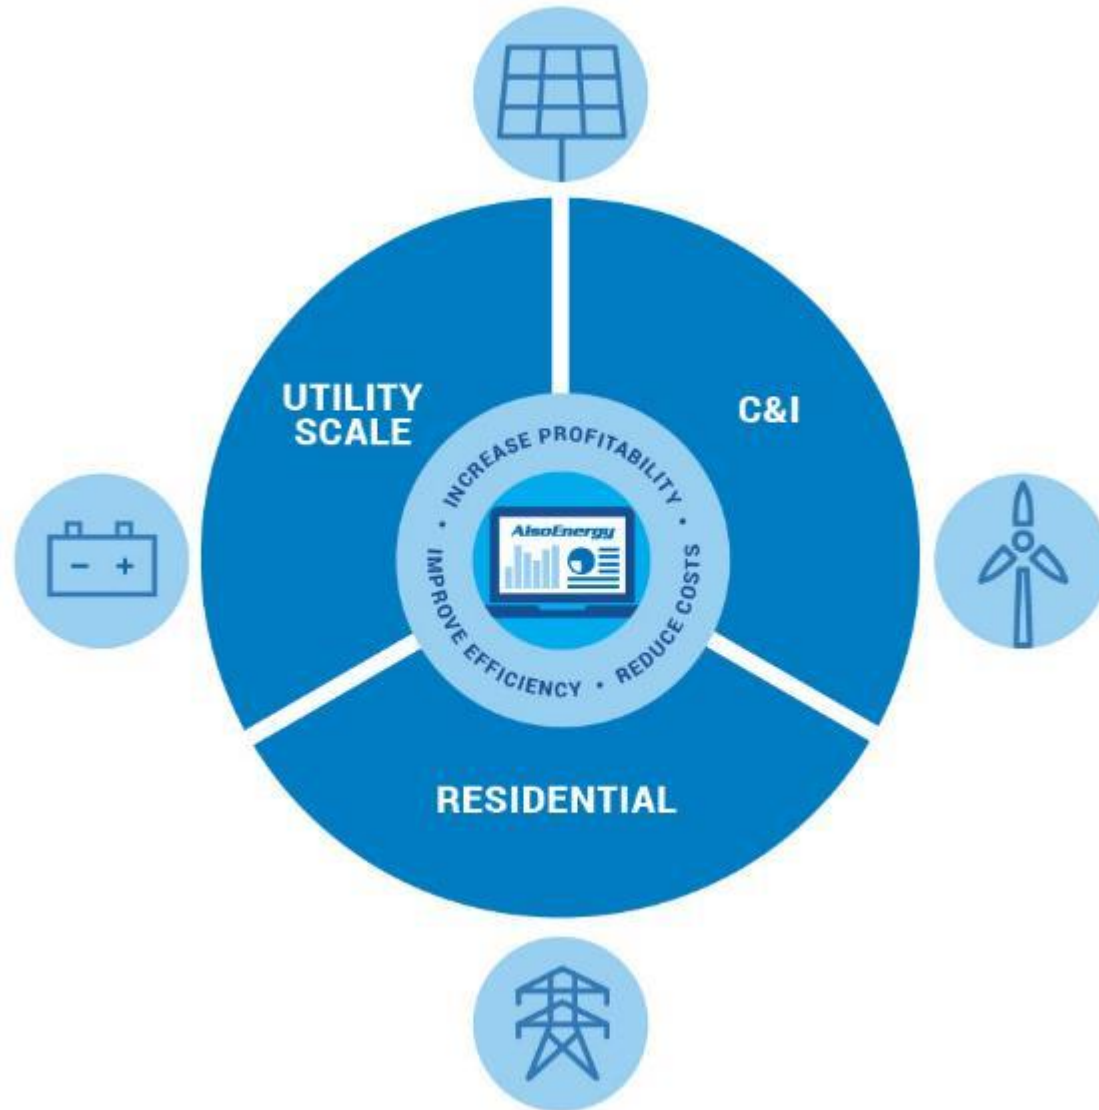 UTILITY
SCALE
C&I
• INCREASE PROFITABILITY •
AlsoEnergy
IMPROVE EFFICIENCY • REDUCE COSTS
− +
RESIDENTIAL